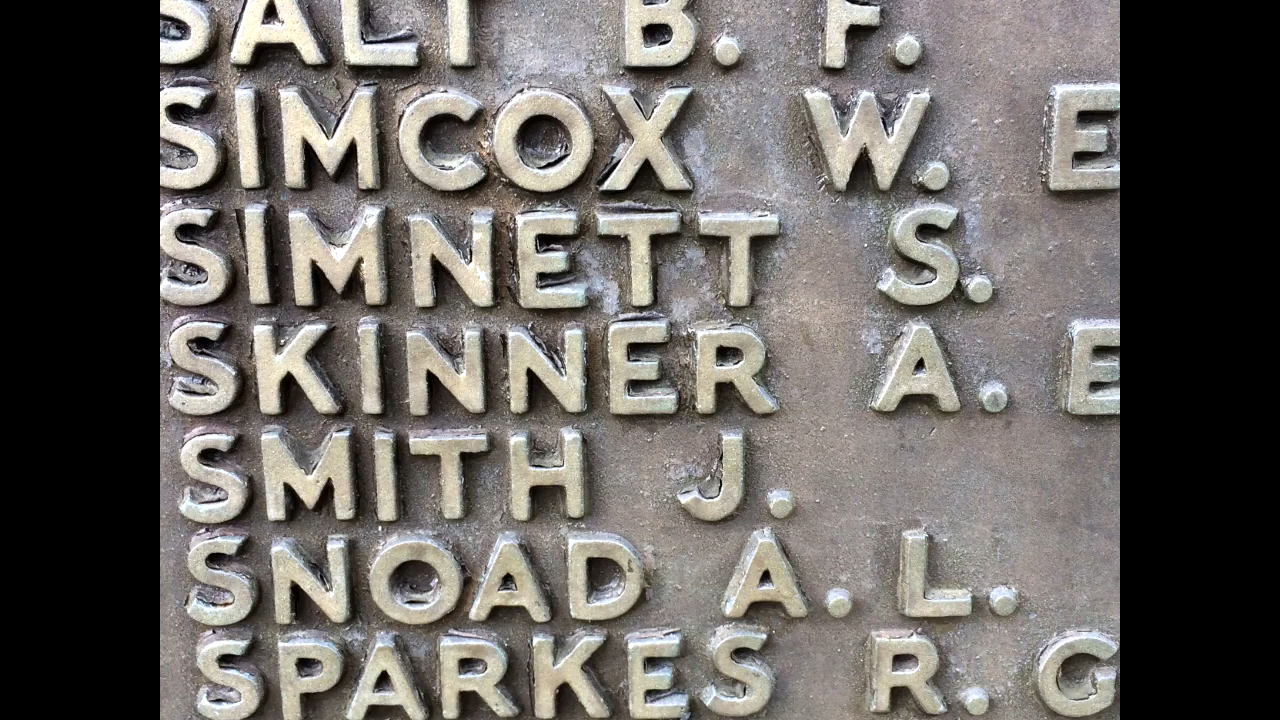 SALT B. F.
SIMCOX W. E
SIMNETT S.
SKINNER A. E
SMITH J.
SNOAD A. L.
SPARKES R. G